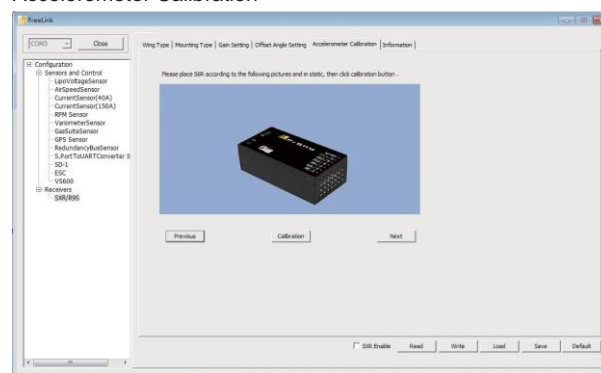 Accelerometer Calibration
FreeLink
COM3 Close
Wing Type | Mounting Type | Gain Setting | Offset Angle Setting | Accelerometer Calibration | Information |
Configuration
Sensors and Control
LipoVoltageSensor
AirSpeedSensor
CurrentSensor(40A)
CurrentSensor(150A)
RPM Sensor
VariometerSensor
GasSuiteSensor
GPS Sensor
RedundancyBusSensor
S.PortToUARTConverter S
SD-1
ESC
VS600
Receivers
SXR/R9S
Please place S6R according to the following pictures and in static, then click calibration button .
FrSky
Previous Calibration Next
SXR Enable Read Write Load Save Default